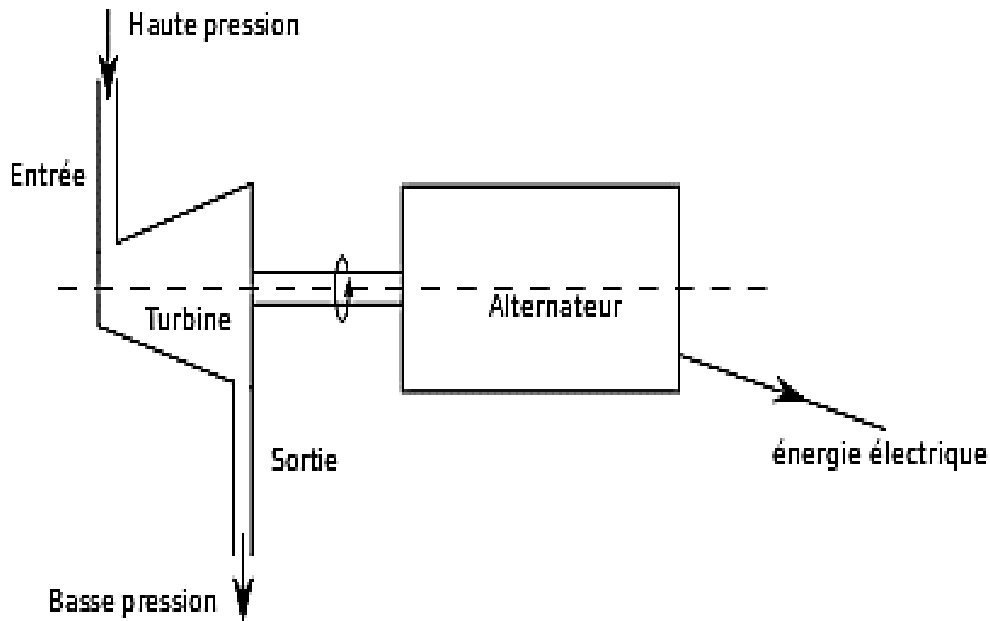 Haute pression
Entrée
Turbine
Alternateur
Sortie
énergie électrique
Basse pression